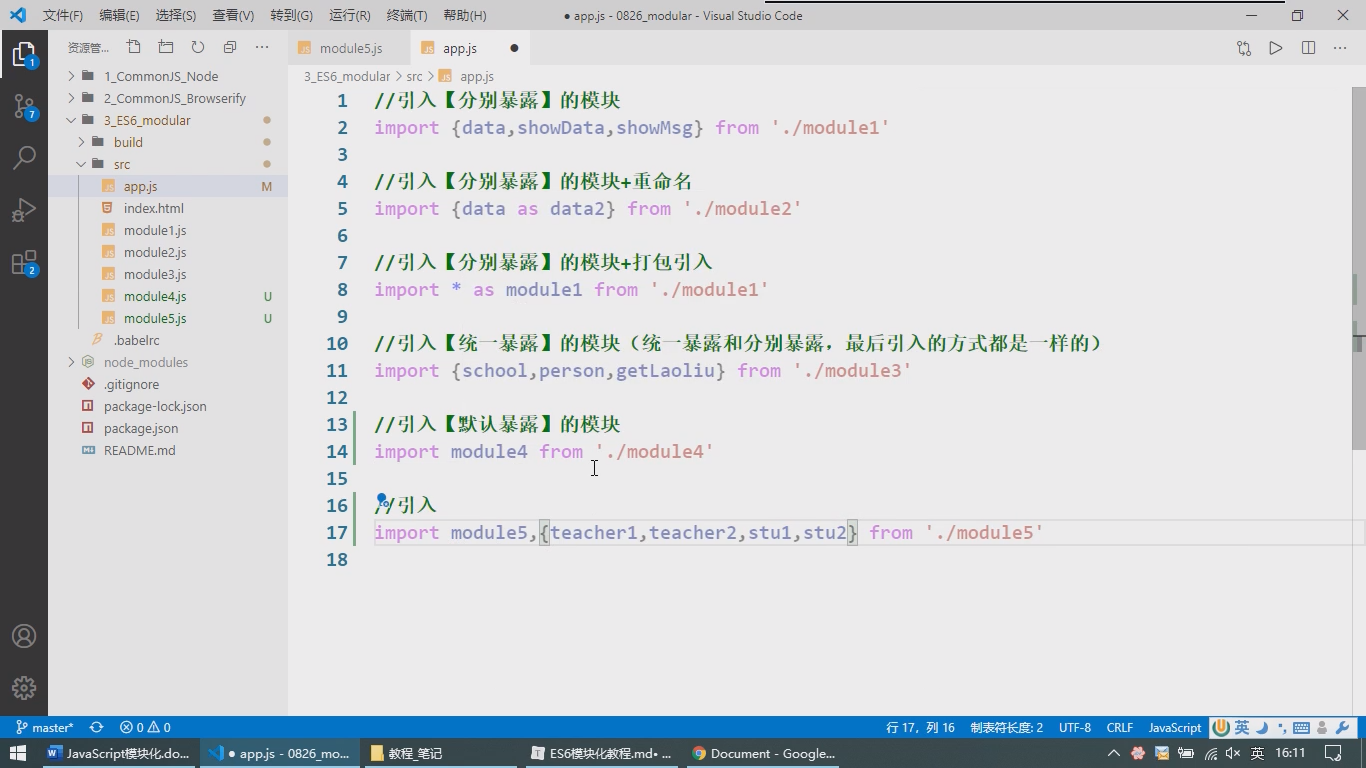 文件(F) 编辑(E) 选择(S) 查看(V) 转到(G) 运行(R) 终端(T) 帮助(H) ● app.js - 0826_modular - Visual Studio Code
资源管... module5.js app.js
3_ES6_modular > src > app.js
1_CommonJS_Node
2_CommonJS_Browserify
3_ES6_modular
build
src
app.js M
index.html
module1.js
module2.js
module3.js
module4.js U
module5.js U
.babelrc
node_modules
.gitignore
package-lock.json
package.json
README.md
1
7
2
1 //引入【分别暴露】的模块
2 import {data,showData,showMsg} from './module1'
3
4 //引入【分别暴露】的模块+重命名
5 import {data as data2} from './module2'
6
7 //引入【分别暴露】的模块+打包引入
8 import * as module1 from './module1'
9
10 //引入【统一暴露】的模块（统一暴露和分别暴露，最后引入的方式都是一样的）
11 import {school,person,getLaoliu} from './module3'
12
13 //引入【默认暴露】的模块
14 import module4 from './module4'
15
16 //引入
17 import module5,{teacher1,teacher2,stu1,stu2} from './module5'
18
master* 0 0 行 17，列 16 制表符长度: 2 UTF-8 CRLF JavaScript 英
JavaScript模块化.do... ● app.js - 0826_mo... 教程_笔记 ES6模块化教程.md• ... Document - Google... 英 16:11